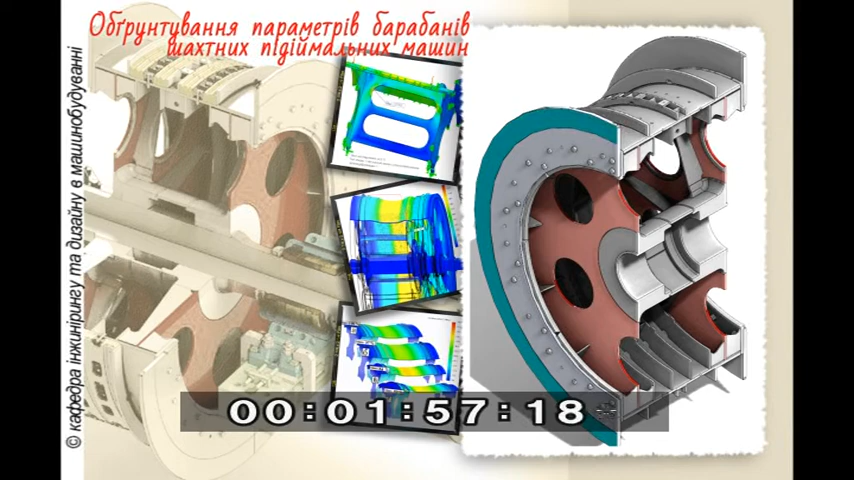 Обґрунтування параметрів барабанів
шахтних підіймальних машин
© кафедра інжинірингу та дизайну в машинобудуванні
00:01:57:18